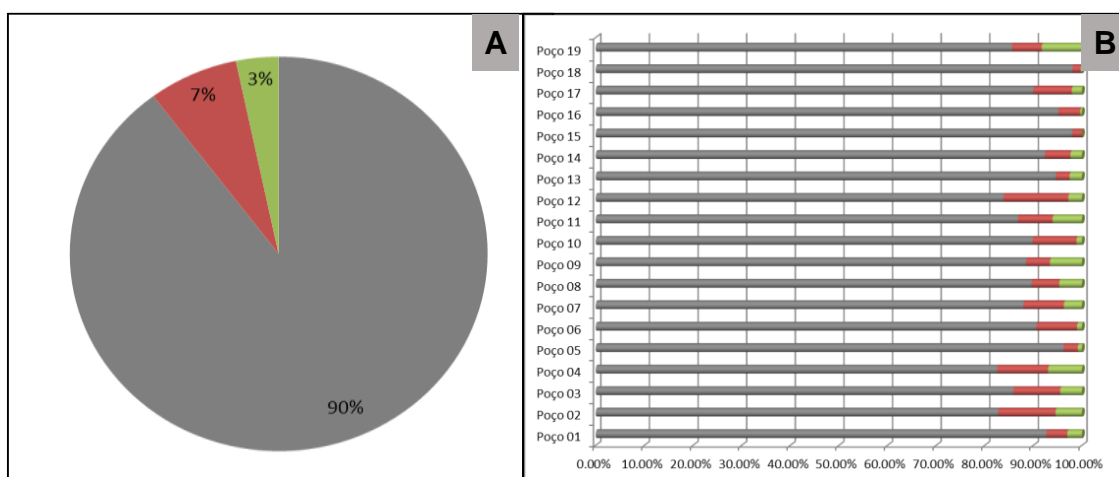 A
3%
7%
90%
B
Poço 19
Poço 18
Poço 17
Poço 16
Poço 15
Poço 14
Poço 13
Poço 12
Poço 11
Poço 10
Poço 09
Poço 08
Poço 07
Poço 06
Poço 05
Poço 04
Poço 03
Poço 02
Poço 01
0.00% 10.00% 20.00% 30.00% 40.00% 50.00% 60.00% 70.00% 80.00% 90.00% 100.00%